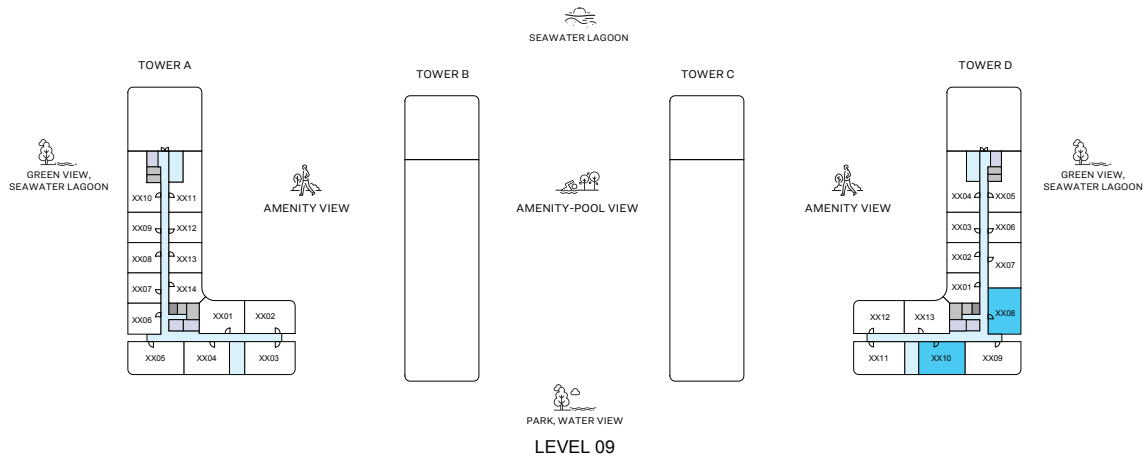 SEAWATER LAGOON
TOWER A
TOWER B
TOWER C
TOWER D
GREEN VIEW,
SEAWATER LAGOON
AMENITY VIEW
AMENITY-POOL VIEW
AMENITY VIEW
GREEN VIEW,
SEAWATER LAGOON
XX10 XX11
XX09 XX12
XX08 XX13
XX07 XX14
XX06 XX01 XX02
XX05 XX04 XX03
XX04 XX05
XX03 XX06
XX02 XX07
XX01
XX12 XX13 XX08
XX11 XX10 XX09
PARK, WATER VIEW
LEVEL 09